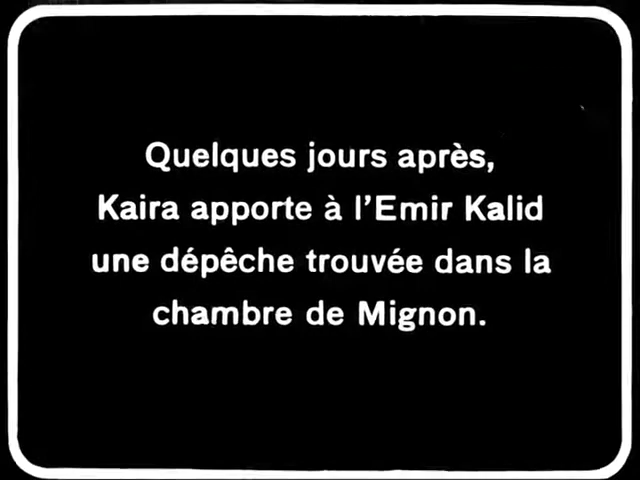 Quelques jours après,
Kaira apporte à l'Emir Kalid
une dépêche trouvée dans la
chambre de Mignon.